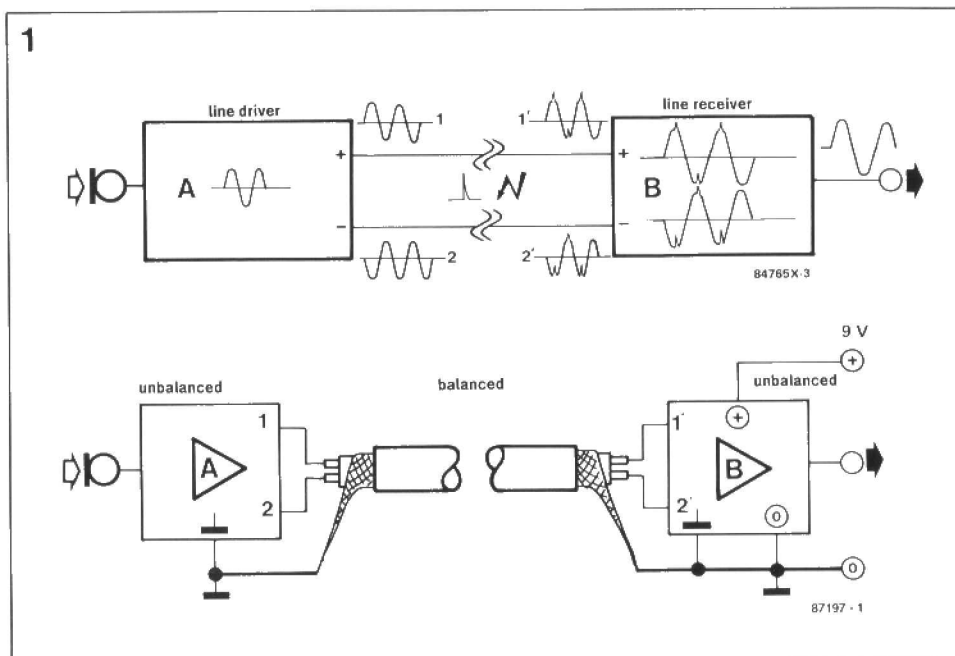 1
line driver
line receiver
1
1'
+
+
A
B
−
−
2
2'
84765X-3
9 V
+
unbalanced
balanced
unbalanced
1
1'
+
A
B
2
2'
0
0
87197 - 1